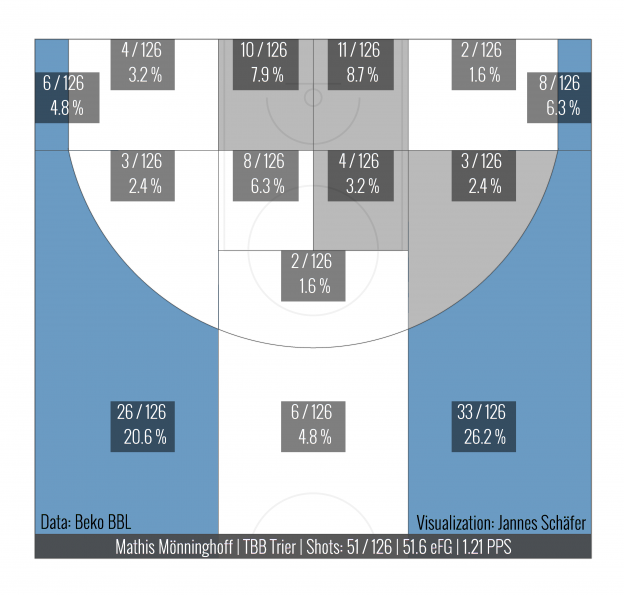 4 / 126
3.2 %
10 / 126
7.9 %
11 / 126
8.7 %
2 / 126
1.6 %
6 / 126
4.8 %
8 / 126
6.3 %
3 / 126
2.4 %
8 / 126
6.3 %
4 / 126
3.2 %
3 / 126
2.4 %
2 / 126
1.6 %
26 / 126
20.6 %
6 / 126
4.8 %
33 / 126
26.2 %
Data: Beko BBL
Visualization: Jannes Schäfer
Mathis Mönninghoff | TBB Trier | Shots: 51 / 126 | 51.6 eFG | 1.21 PPS